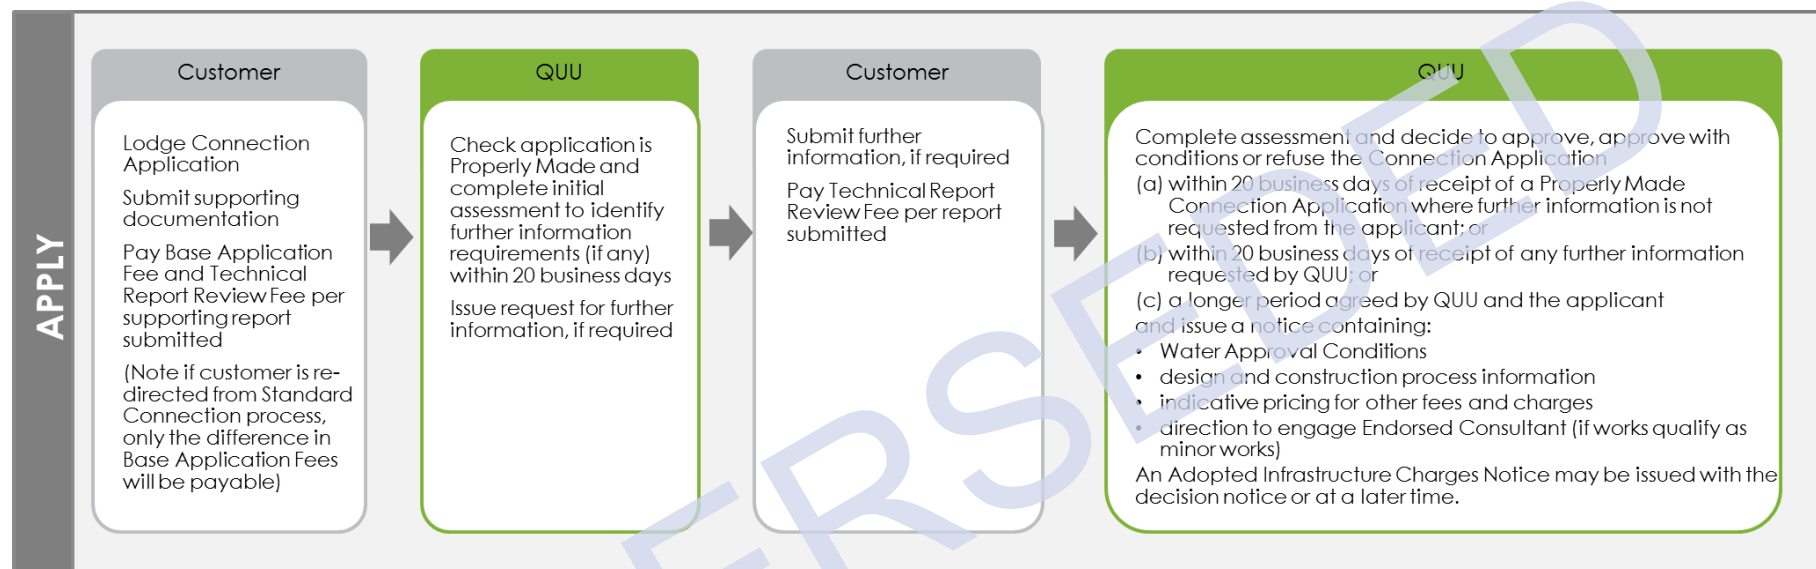 APPLY
Customer
Lodge Connection
Application
Submit supporting
documentation
Pay Base Application
Fee and Technical
Report Review Fee per
supporting report
submitted
(Note if customer is re-
directed from Standard
Connection process,
only the difference in
Base Application Fees
will be payable)
QUU
Check application is
Properly Made and
complete initial
assessment to identify
further information
requirements (if any)
within 20 business days
Issue request for further
information, if required
Customer
Submit further
information, if required
Pay Technical Report
Review Fee per report
submitted
QUU
Complete assessment and decide to approve, approve with
conditions or refuse the Connection Application
(a) within 20 business days of receipt of a Properly Made
Connection Application where further information is not
requested from the applicant; or
(b) within 20 business days of receipt of any further information
requested by QUU; or
(c) a longer period agreed by QUU and the applicant
and issue a notice containing:
• Water Approval Conditions
• design and construction process information
• indicative pricing for other fees and charges
• direction to engage Endorsed Consultant (if works qualify as
minor works)
An Adopted Infrastructure Charges Notice may be issued with the
decision notice or at a later time.
ERSEDED